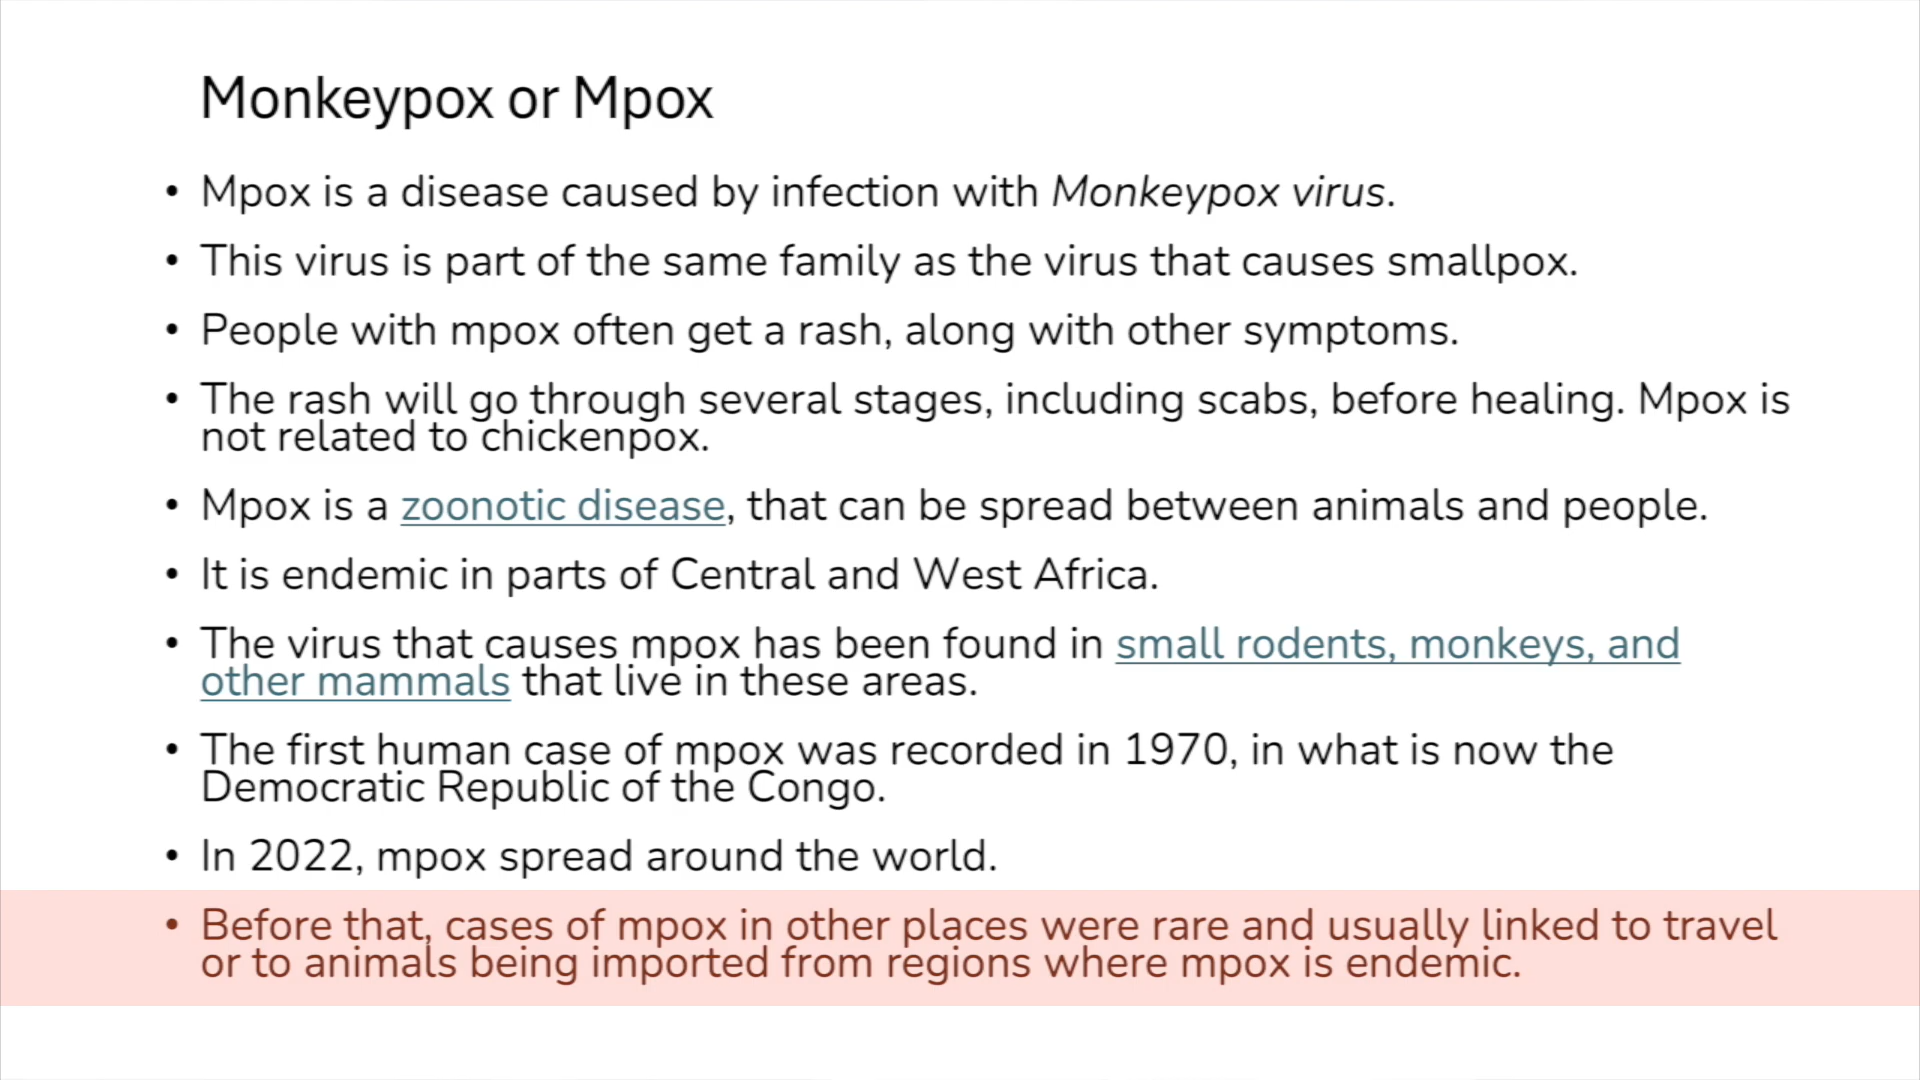 Monkeypox or Mpox
• Mpox is a disease caused by infection with Monkeypox virus.
• This virus is part of the same family as the virus that causes smallpox.
• People with mpox often get a rash, along with other symptoms.
• The rash will go through several stages, including scabs, before healing. Mpox is
not related to chickenpox.
• Mpox is a zoonotic disease, that can be spread between animals and people.
• It is endemic in parts of Central and West Africa.
• The virus that causes mpox has been found in small rodents, monkeys, and
other mammals that live in these areas.
• The first human case of mpox was recorded in 1970, in what is now the
Democratic Republic of the Congo.
• In 2022, mpox spread around the world.
• Before that, cases of mpox in other places were rare and usually linked to travel
or to animals being imported from regions where mpox is endemic.